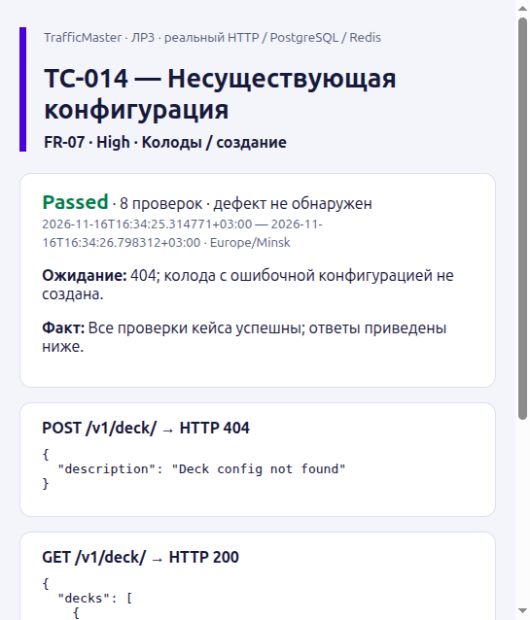 TrafficMaster · ЛР3 · реальный HTTP / PostgreSQL / Redis
TC-014 — Несуществующая
конфигурация
FR-07 · High · Колоды / создание
Passed · 8 проверок · дефект не обнаружен
2026-11-16T16:34:25.314771+03:00 — 2026-11-
16T16:34:26.798312+03:00 · Europe/Minsk
Ожидание: 404; колода с ошибочной конфигурацией не
создана.
Факт: Все проверки кейса успешны; ответы приведены
ниже.
POST /v1/deck/ → HTTP 404
{
  "description": "Deck config not found"
}
GET /v1/deck/ → HTTP 200
{
  "decks": [
    {